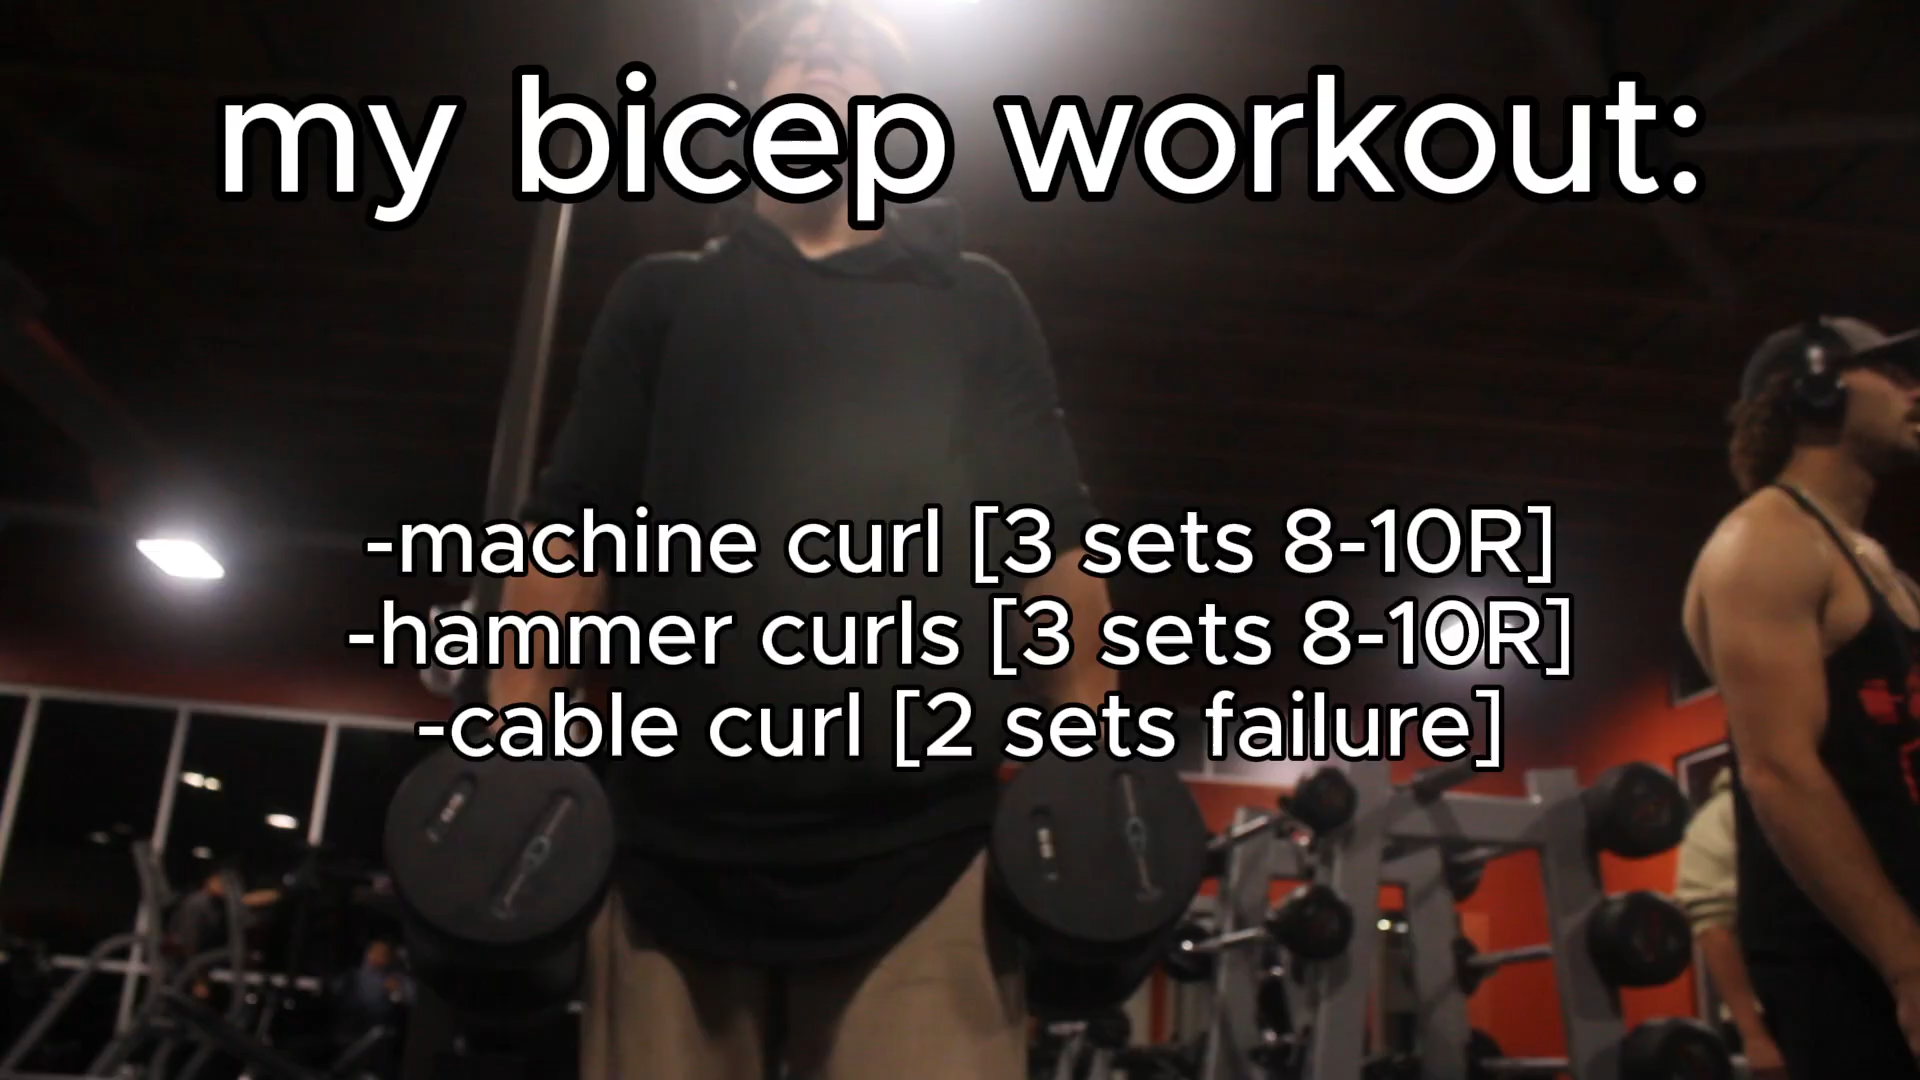 my bicep workout:
-machine curl [3 sets 8-10R]
-hammer curls [3 sets 8-10R]
-cable curl [2 sets failure]